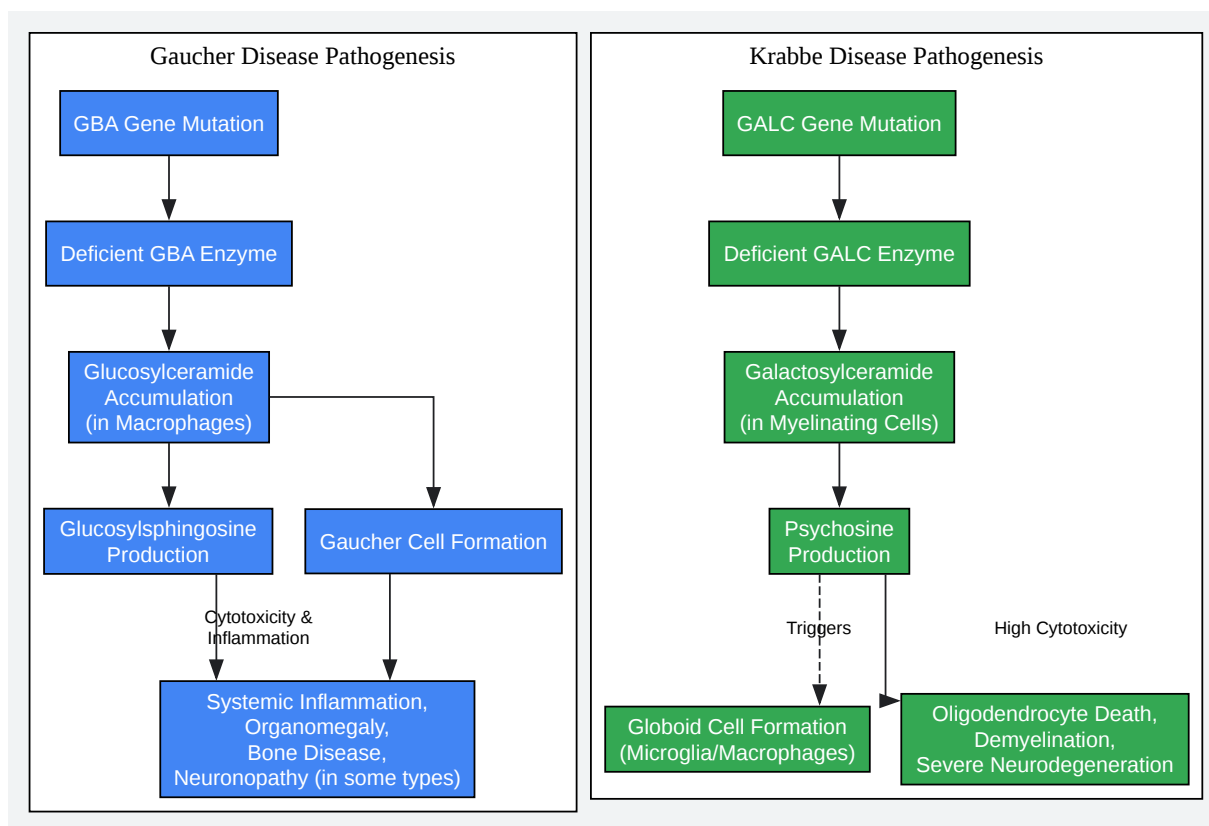 Gaucher Disease Pathogenesis
GBA Gene Mutation
Deficient GBA Enzyme
Glucosylceramide
Accumulation
(in Macrophages)
Glucosylsphingosine
Production
Gaucher Cell Formation
Cytotoxicity &
Inflammation
Systemic Inflammation,
Organomegaly,
Bone Disease,
Neuronopathy (in some types)
Krabbe Disease Pathogenesis
GALC Gene Mutation
Deficient GALC Enzyme
Galactosylceramide
Accumulation
(in Myelinating Cells)
Psychosine
Production
Triggers
High Cytotoxicity
Globoid Cell Formation
(Microglia/Macrophages)
Oligodendrocyte Death,
Demyelination,
Severe Neurodegeneration